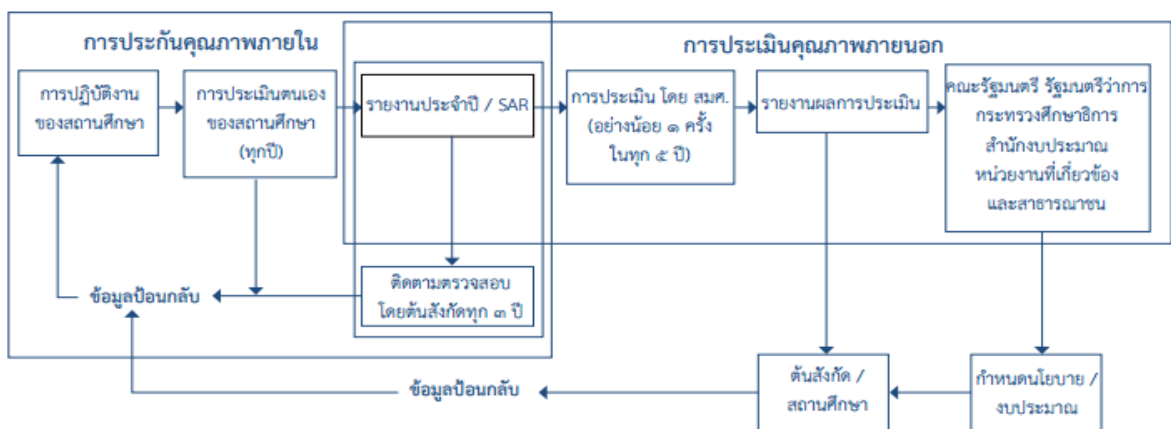 การประกันคุณภาพภายใน
การประเมินคุณภาพภายนอก
การปฏิบัติงาน
ของสถานศึกษา
การประเมินตนเอง
ของสถานศึกษา
(ทุกปี)
รายงานประจำปี / SAR
การประเมิน โดย สมศ.
(อย่างน้อย ๑ ครั้ง
ในทุก ๕ ปี)
รายงานผลการประเมิน
คณะรัฐมนตรี รัฐมนตรีว่าการ
กระทรวงศึกษาธิการ
สำนักงบประมาณ
หน่วยงานที่เกี่ยวข้อง
และสาธารณาชน
ข้อมูลป้อนกลับ
ติดตามตรวจสอบ
โดยต้นสังกัดทุก ๓ ปี
ข้อมูลป้อนกลับ
ต้นสังกัด /
สถานศึกษา
กำหนดนโยบาย /
งบประมาณ